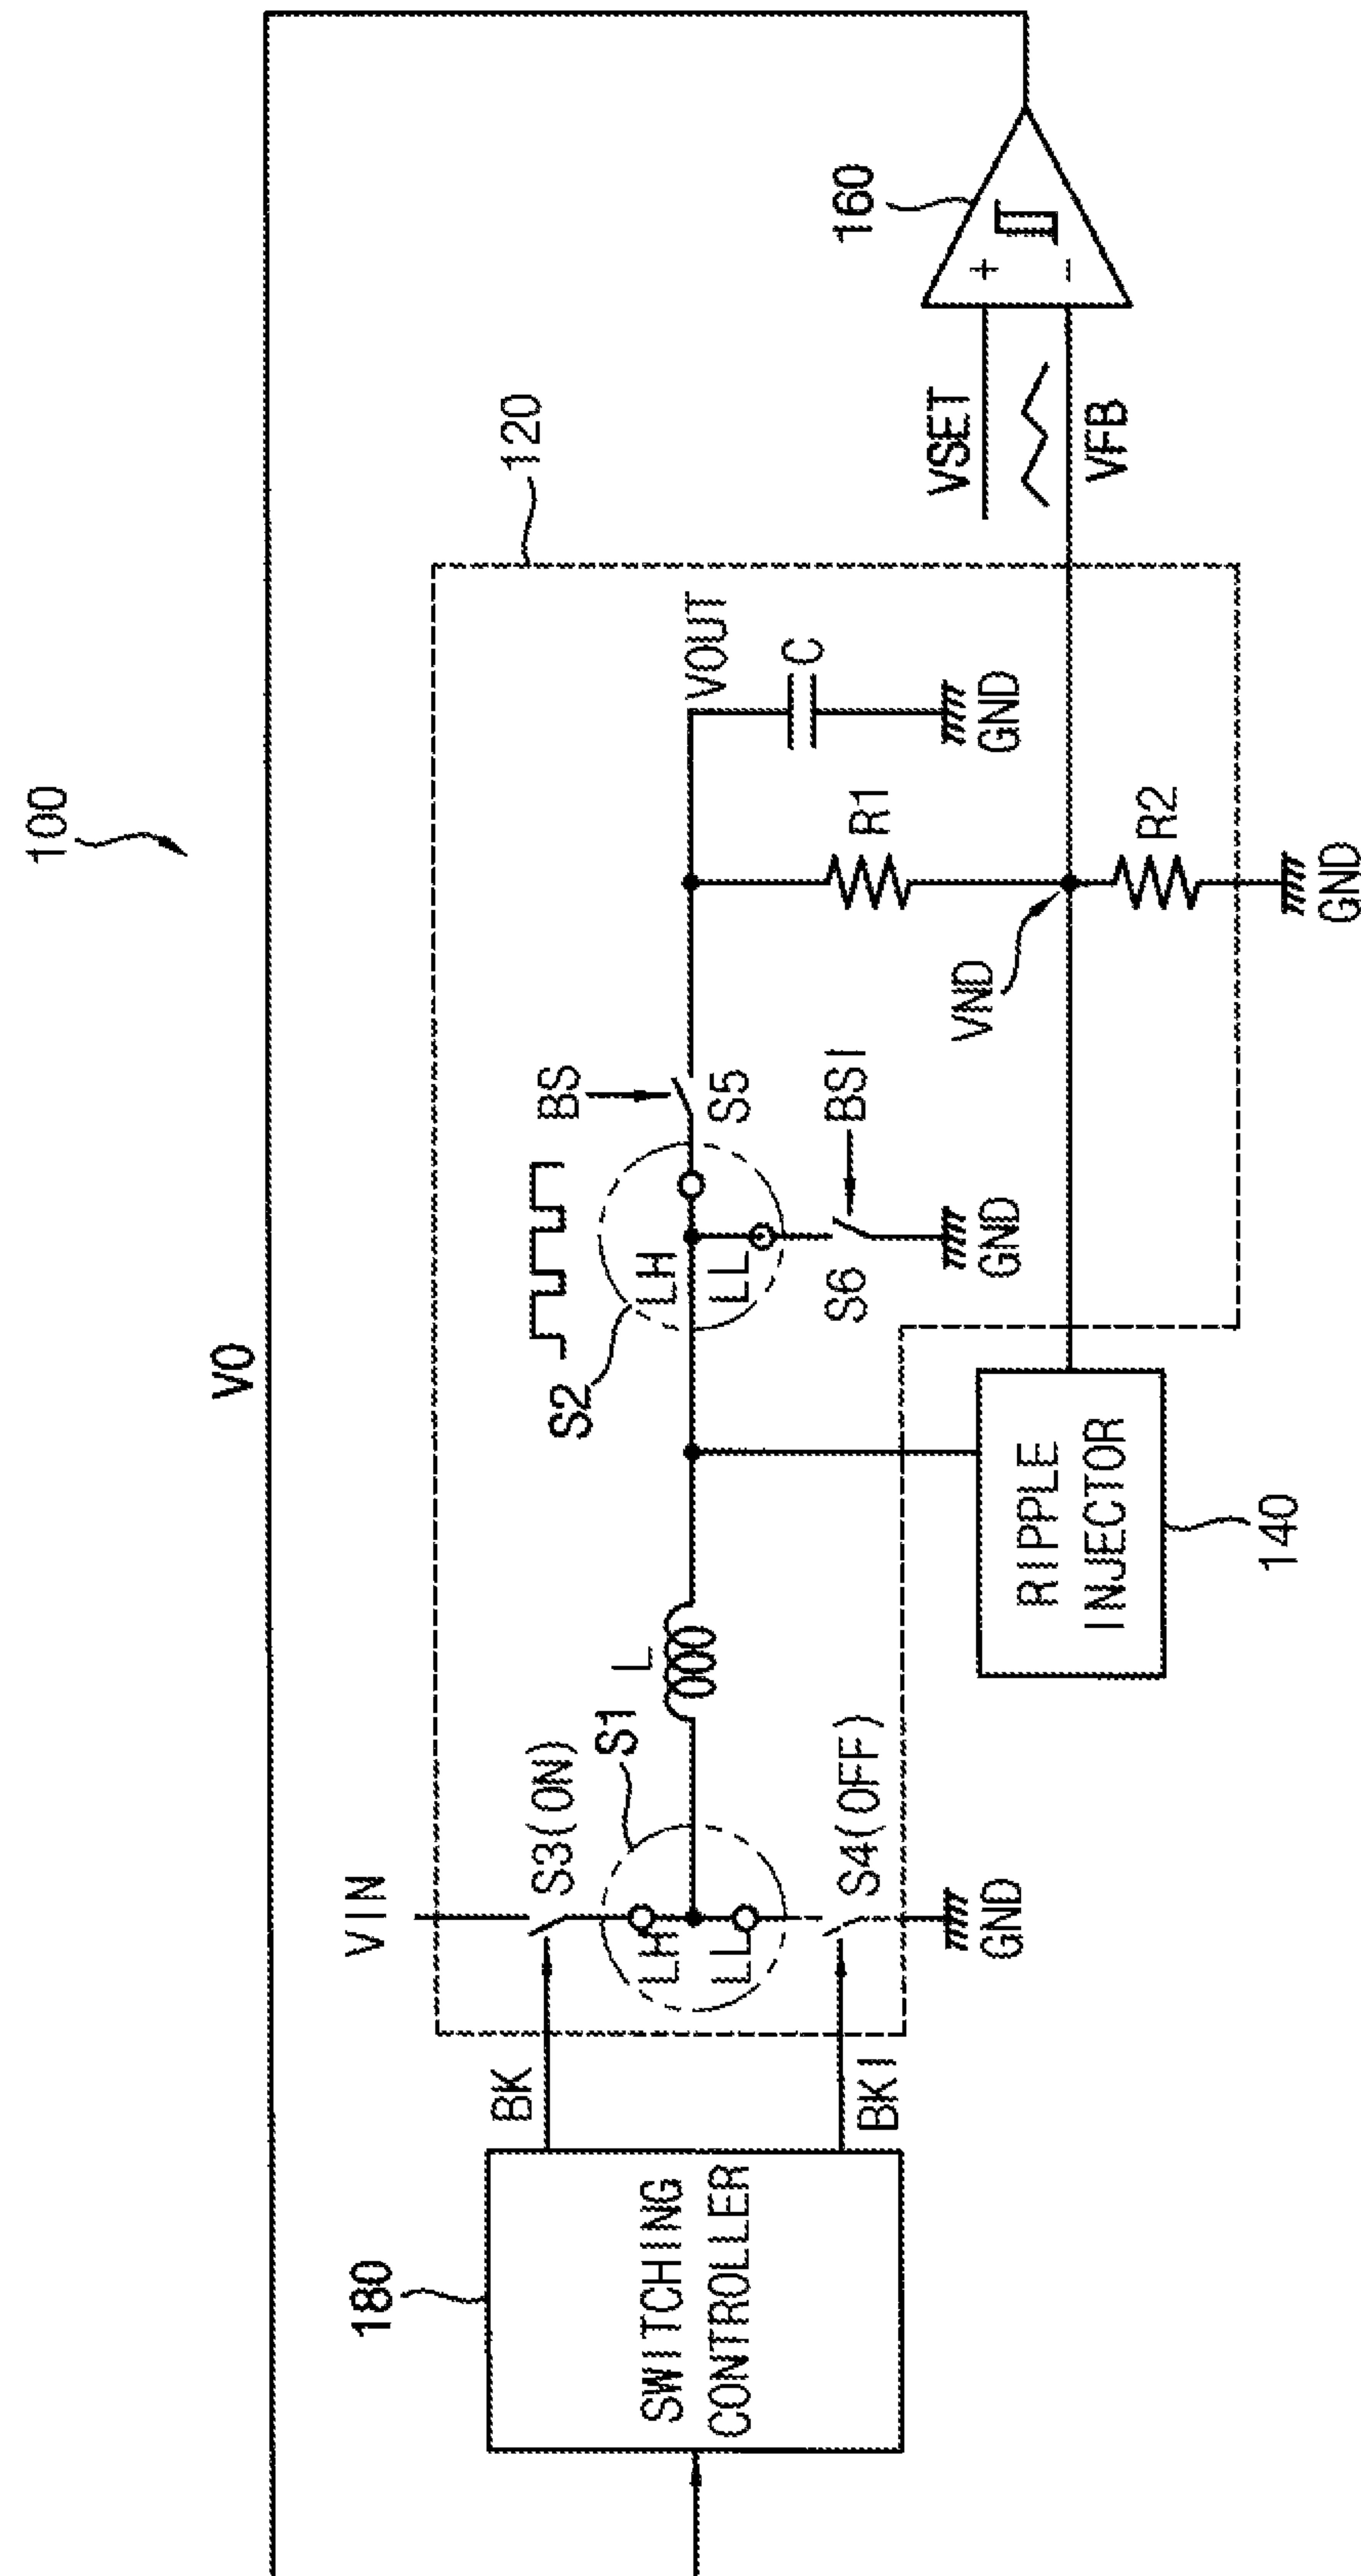 100
VO
120
VIN
S3(ON)
S1
L
S2
BS
LH
LL
S5
BSI
S6
GND
VOUT
C
GND
R1
VND
R2
GND
VSET
VFB
160
+
-
180
SWITCHING
CONTROLLER
BK
BKI
LH
LL
S4(OFF)
GND
RIPPLE
INJECTOR
140